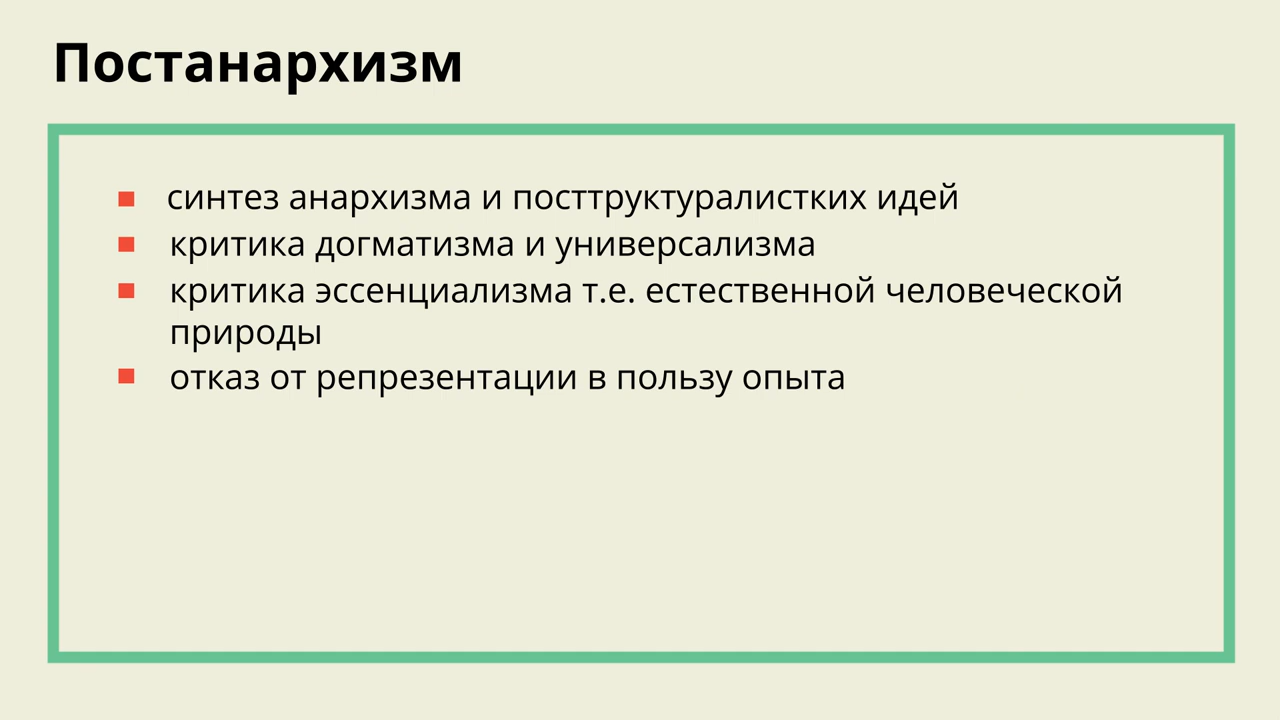 Постанархизм
синтез анархизма и посттруктуралистких идей
критика догматизма и универсализма
критика эссенциализма т.е. естественной человеческой
природы
отказ от репрезентации в пользу опыта